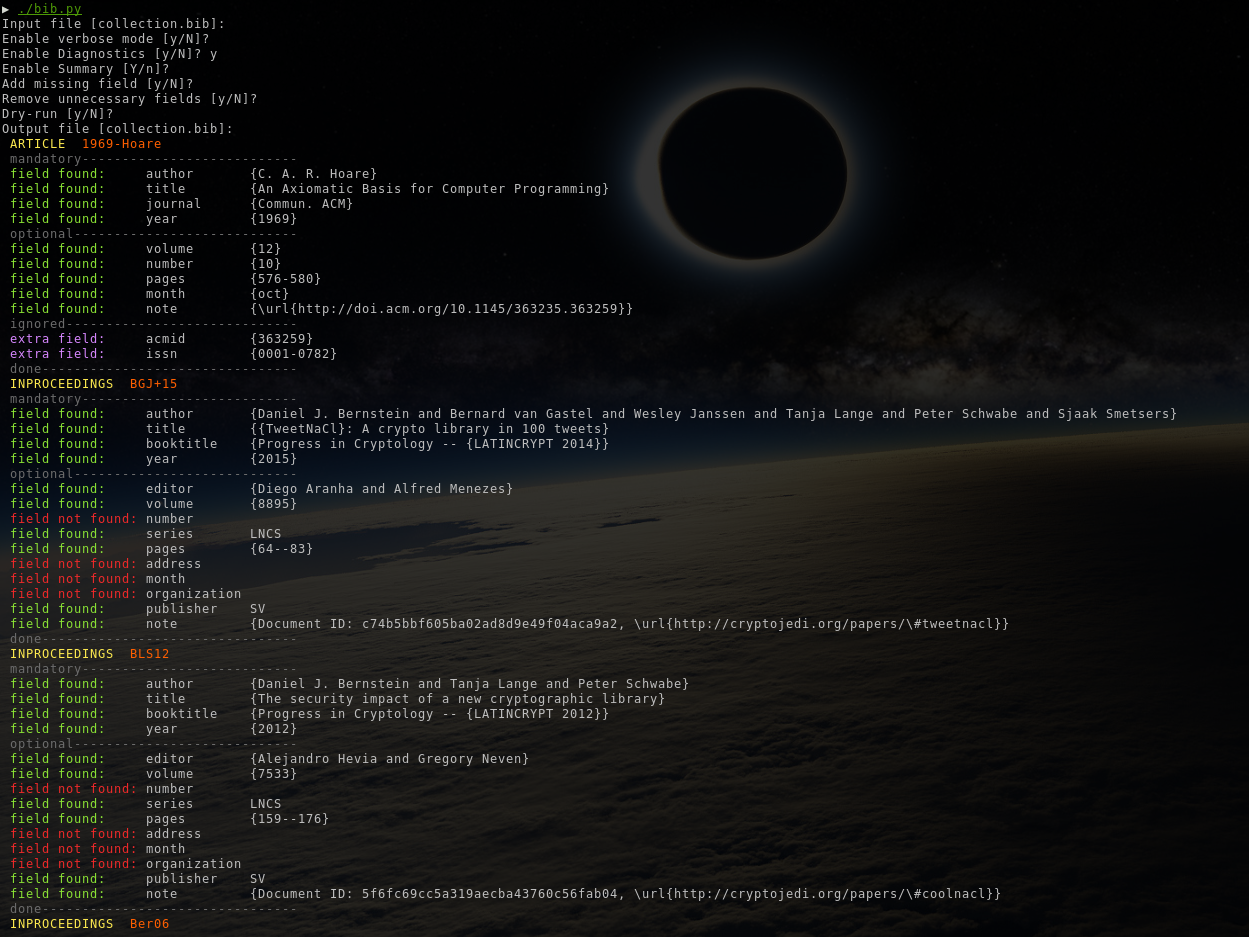 ▶ ./bib.py
Input file [collection.bib]:
Enable verbose mode [y/N]?
Enable Diagnostics [y/N]? y
Enable Summary [Y/n]?
Add missing field [y/N]?
Remove unnecessary fields [y/N]?
Dry-run [y/N]?
Output file [collection.bib]:
ARTICLE  1969-Hoare
mandatory---------------------------
field found:     author       {C. A. R. Hoare}
field found:     title        {An Axiomatic Basis for Computer Programming}
field found:     journal      {Commun. ACM}
field found:     year         {1969}
optional----------------------------
field found:     volume       {12}
field found:     number       {10}
field found:     pages        {576-580}
field found:     month        {oct}
field found:     note         {\url{http://doi.acm.org/10.1145/363235.363259}}
ignored-----------------------------
extra field:     acmid        {363259}
extra field:     issn         {0001-0782}
done--------------------------------
INPROCEEDINGS  BGJ+15
mandatory---------------------------
field found:     author       {Daniel J. Bernstein and Bernard van Gastel and Wesley Janssen and Tanja Lange and Peter Schwabe and Sjaak Smetsers}
field found:     title        {{TweetNaCl}: A crypto library in 100 tweets}
field found:     booktitle    {Progress in Cryptology -- {LATINCRYPT 2014}}
field found:     year         {2015}
optional----------------------------
field found:     editor       {Diego Aranha and Alfred Menezes}
field found:     volume       {8895}
field not found: number
field found:     series       LNCS
field found:     pages        {64--83}
field not found: address
field not found: month
field not found: organization
field found:     publisher    SV
field found:     note         {Document ID: c74b5bbf605ba02ad8d9e49f04aca9a2, \url{http://cryptojedi.org/papers/\#tweetnacl}}
done--------------------------------
INPROCEEDINGS  BLS12
mandatory---------------------------
field found:     author       {Daniel J. Bernstein and Tanja Lange and Peter Schwabe}
field found:     title        {The security impact of a new cryptographic library}
field found:     booktitle    {Progress in Cryptology -- {LATINCRYPT 2012}}
field found:     year         {2012}
optional----------------------------
field found:     editor       {Alejandro Hevia and Gregory Neven}
field found:     volume       {7533}
field not found: number
field found:     series       LNCS
field found:     pages        {159--176}
field not found: address
field not found: month
field not found: organization
field found:     publisher    SV
field found:     note         {Document ID: 5f6fc69cc5a319aecba43760c56fab04, \url{http://cryptojedi.org/papers/\#coolnacl}}
done--------------------------------
INPROCEEDINGS  Ber06